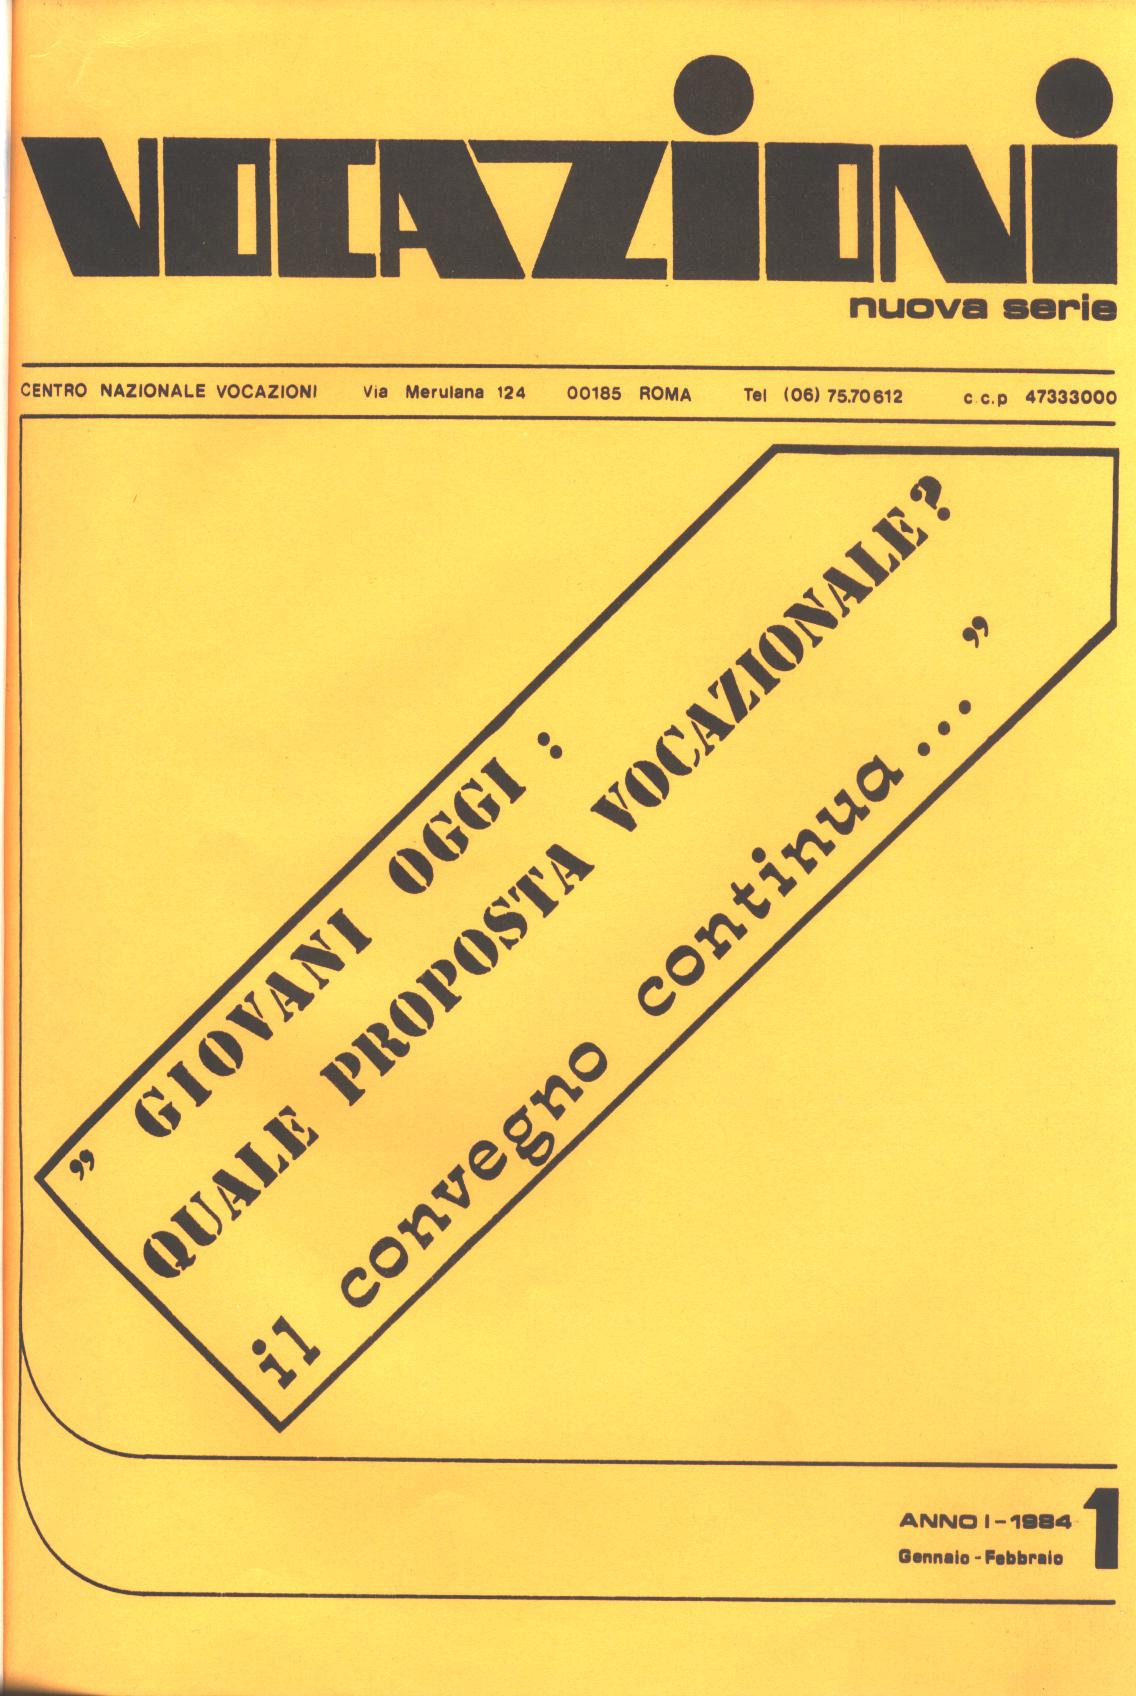 VOCAZiONi
nuova serie
CENTRO NAZIONALE VOCAZIONI Via Merulana 124 00185 ROMA Tel (06) 75.70612 c.c.p 47333000
” GIOVANI OGGI :
QUALE PROPOSTA VOCAZIONALE?
il convegno continua... ”
ANNO I-1984
Gennaio-Febbraio
1